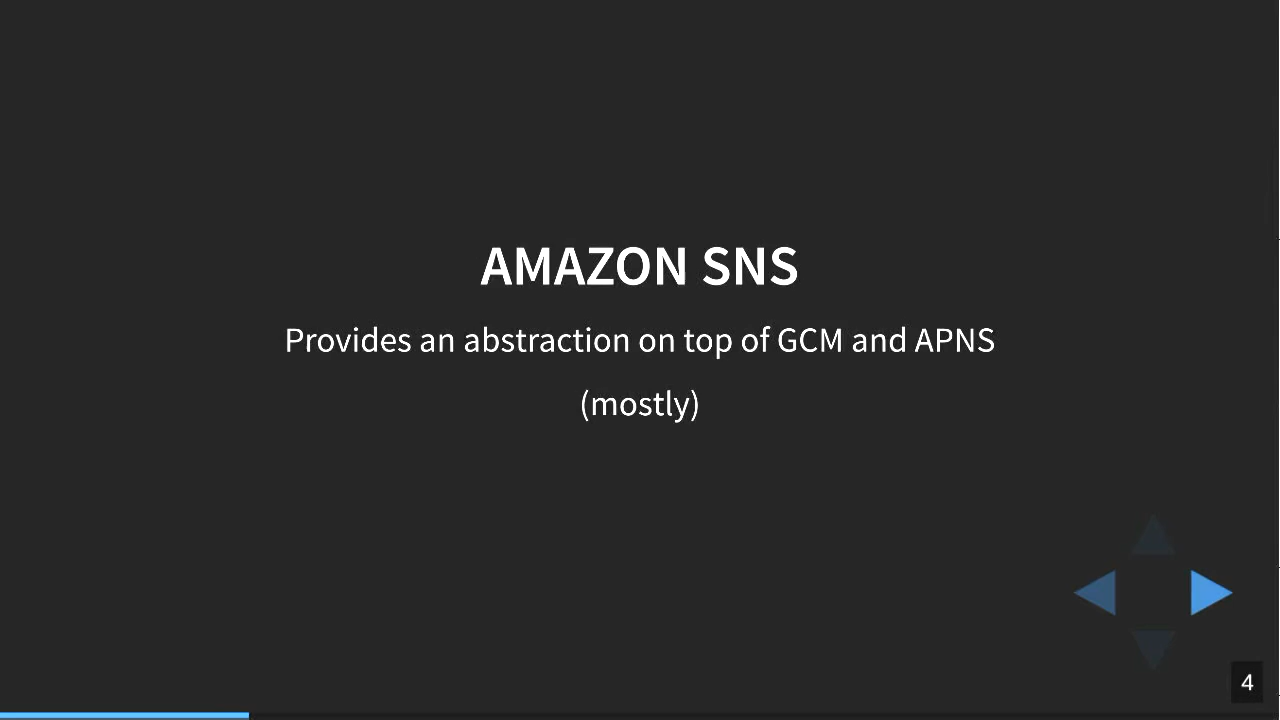 AMAZON SNS
Provides an abstraction on top of GCM and APNS
(mostly)
4